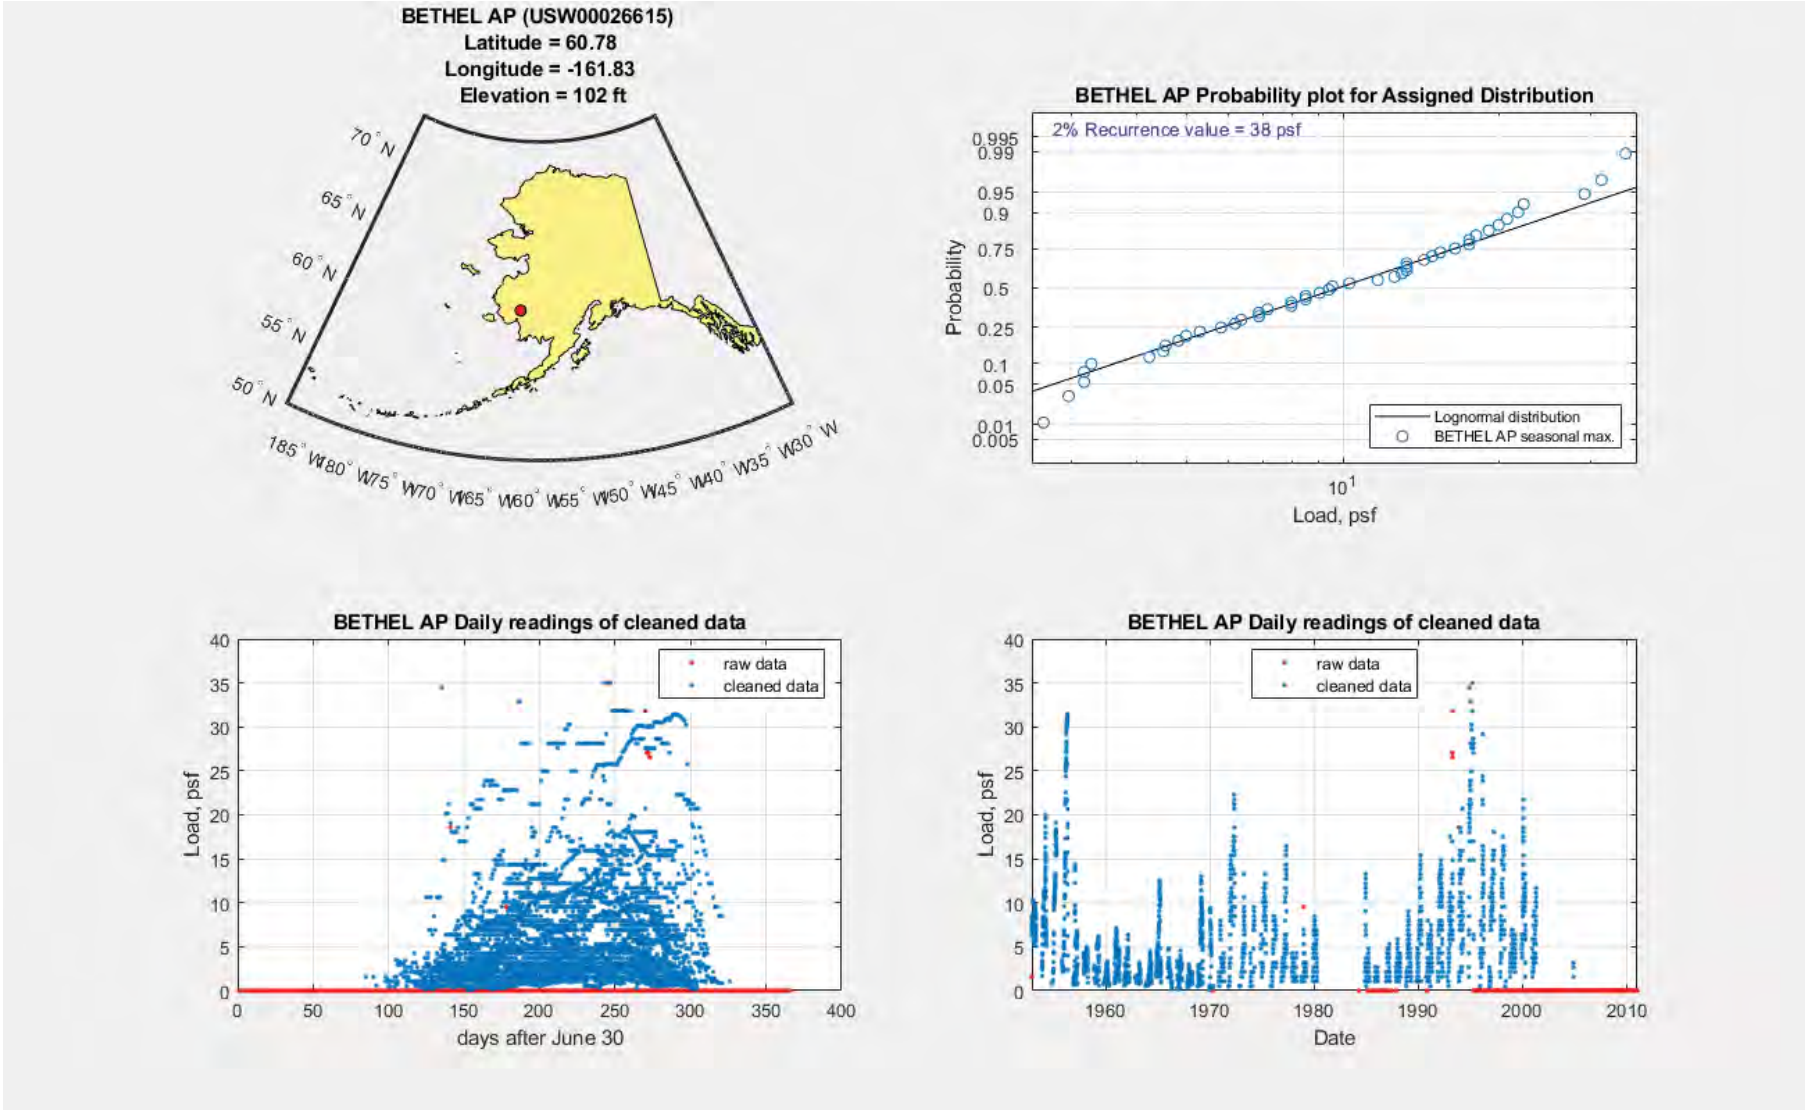 BETHEL AP (USW00026615)
Latitude = 60.78
Longitude = -161.83
Elevation = 102 ft
70° N
65° N
60° N
55° N
50° N
185° W
180° W
175° W
170° W
165° W
160° W
155° W
150° W
145° W
140° W
135° W
130° W
BETHEL AP Probability plot for Assigned Distribution
2% Recurrence value = 38 psf
0.995
0.99
0.95
0.9
0.75
0.5
0.25
0.1
0.05
0.01
0.005
Probability
Lognormal distribution
BETHEL AP seasonal max.
10¹
Load, psf
BETHEL AP Daily readings of cleaned data
raw data
cleaned data
40
35
30
25
20
15
10
5
0
Load, psf
0 50 100 150 200 250 300 350 400
days after June 30
BETHEL AP Daily readings of cleaned data
raw data
cleaned data
40
35
30
25
20
15
10
5
0
Load, psf
1960 1970 1980 1990 2000 2010
Date